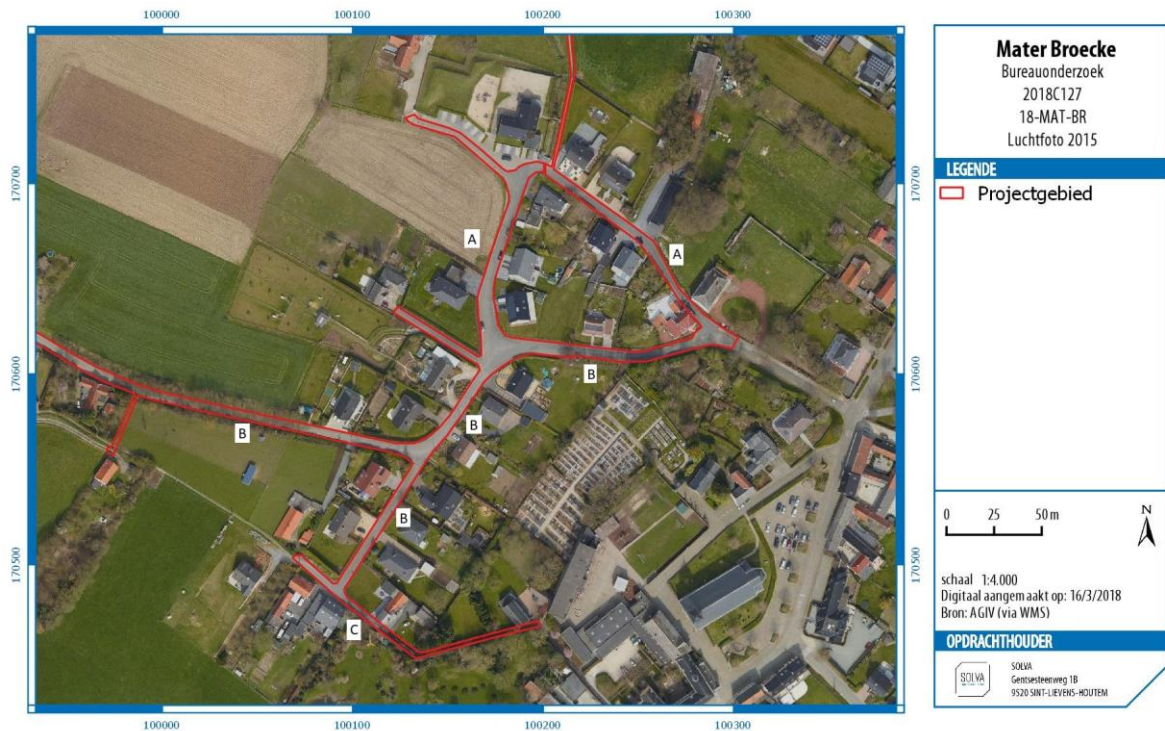 100000
100100
100200
100300
170700
170600
170500
170700
170600
170500
A
A
B
B
B
B
C
100000
100100
100200
100300
Mater Broecke
Bureauonderzoek
2018C127
18-MAT-BR
Luchtfoto 2015
LEGENDE
Projectgebied
0 25 50 m
N
schaal 1:4.000
Digitaal aangemaakt op: 16/3/2018
Bron: AGIV (via WMS)
OPDRACHTHOUDER
SOLVA
SOLVA
Gentsesteenweg 1B
9520 SINT-LIEVENS-HOUTEM